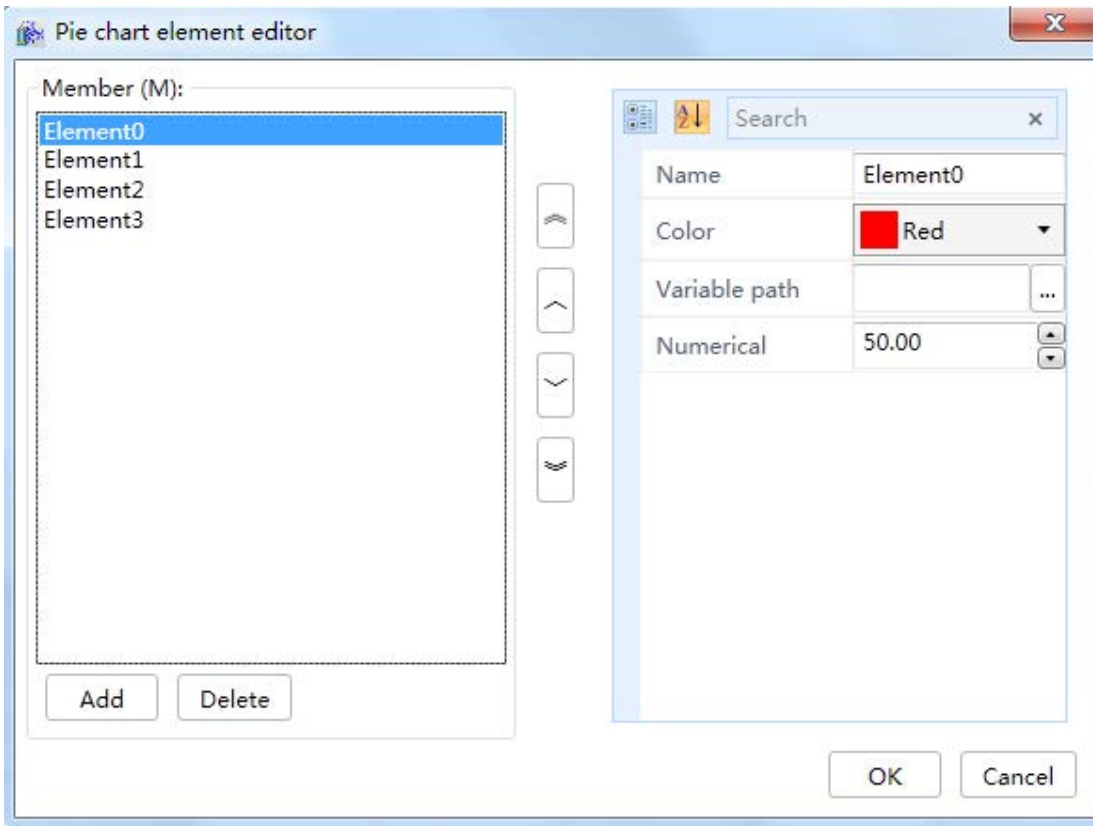 Pie chart element editor
Member (M):
Element0
Element1
Element2
Element3
Add
Delete
Search
Name
Element0
Color
Red
Variable path
...
Numerical
50.00
OK
Cancel